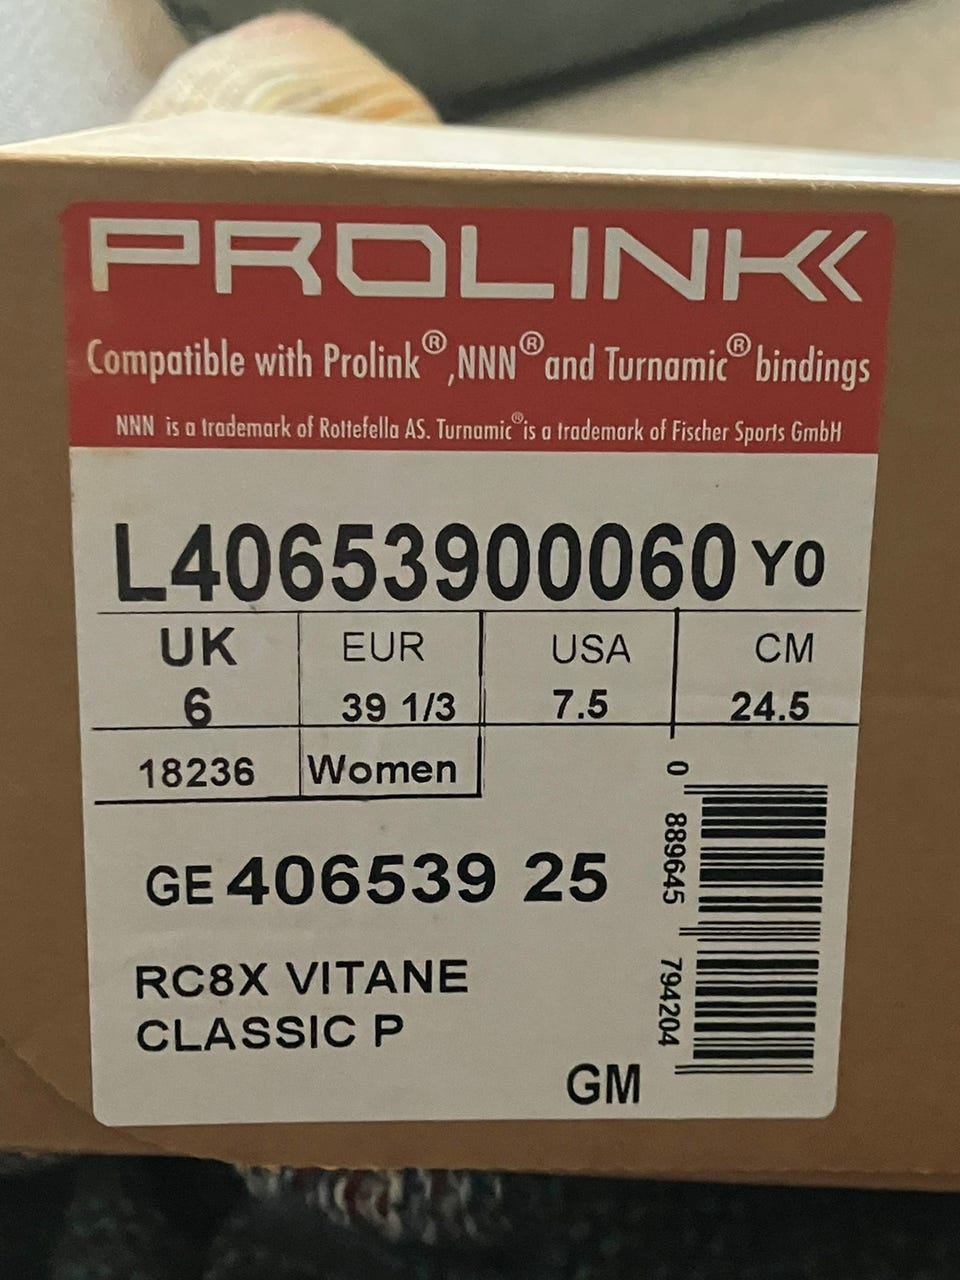 PROLINK
Compatible with Prolink®,NNN® and Turnamic® bindings
NNN is a trademark of Rottefella AS. Turnamic® is a trademark of Fischer Sports GmbH
L40653900060 Y0
UK EUR USA CM
6 39 1/3 7.5 24.5
18236 Women
GE 406539 25
RC8X VITANE
CLASSIC P
GM
0 889645 794204